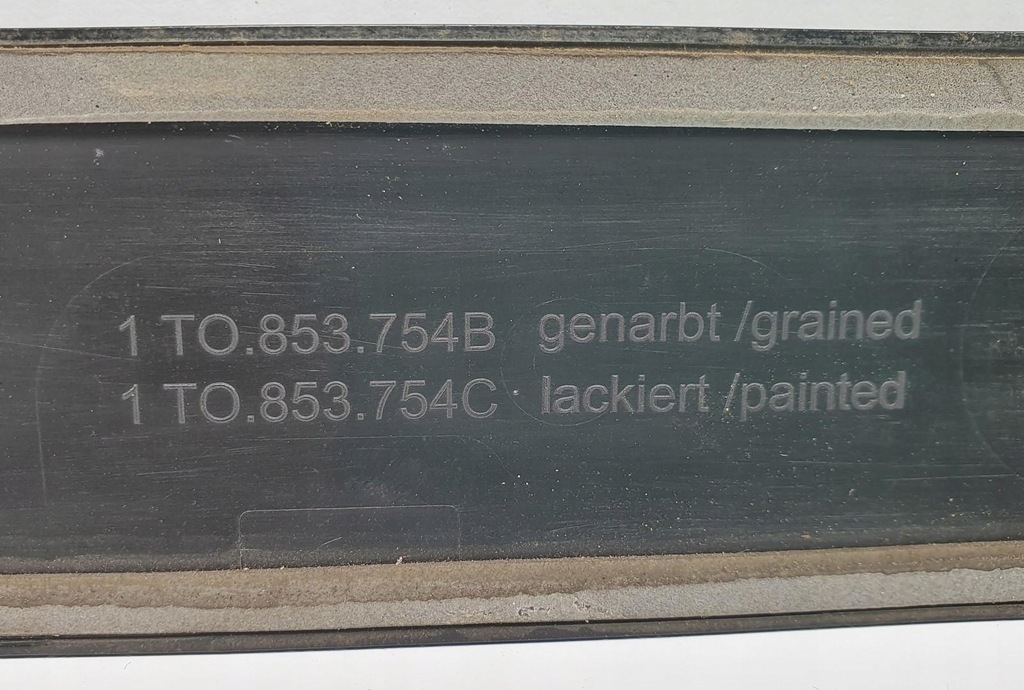 1 TO.853.754B genarbt /grained
1 TO.853.754C lackiert /painted